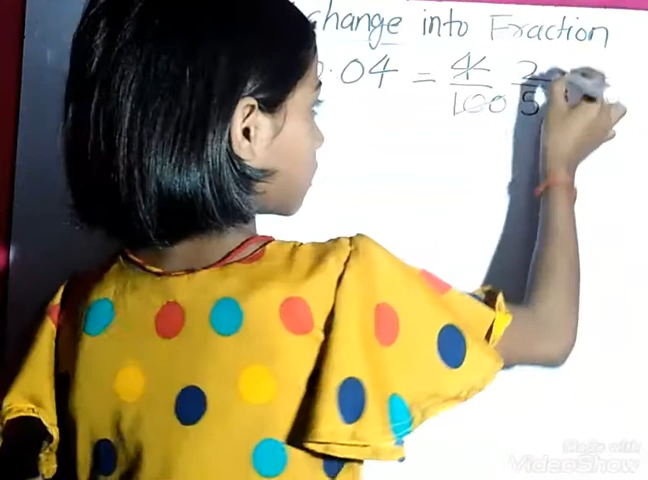 change into Fraction
.04 = 4/100 2/5
Made with
VideoShow